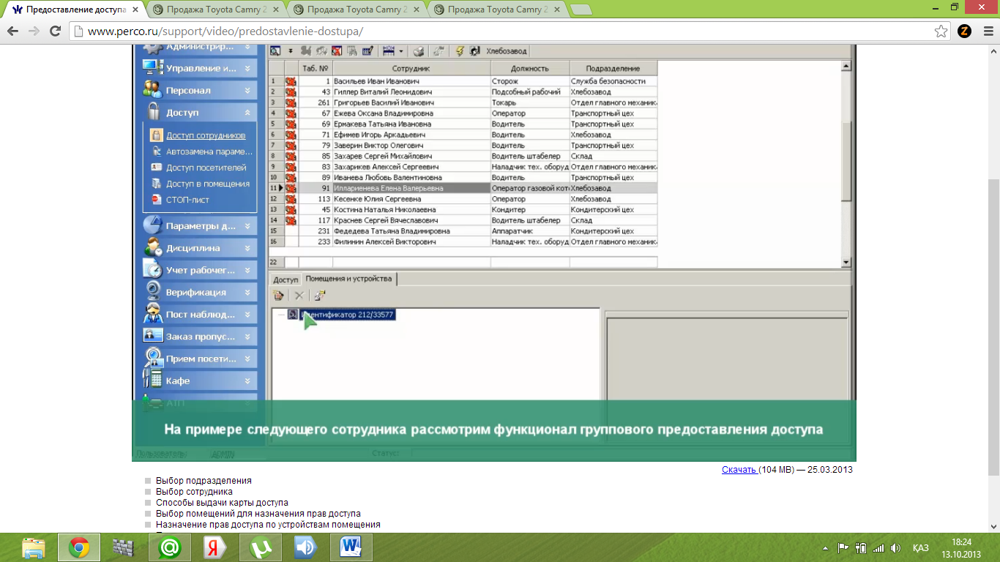 Предоставление доступа
Продажа Toyota Camry 2
Продажа Toyota Camry 2
Продажа Toyota Camry 2
www.perco.ru/support/video/predostavlenie-dostupa/
Администрир...
Управление и...
Персонал
Доступ
Доступ сотрудников
Автозамена параме...
Доступ посетителей
Доступ в помещения
СТОП-лист
Параметры д...
Дисциплина
Учет рабочег...
Верификация
Пост наблюд...
Заказ пропус...
Прием посети...
Кафе
АТП
Хлебозавод
Таб. № Сотрудник Должность Подразделение
1 1 Васильев Иван Иванович Сторож Служба безопасности
2 43 Гиллер Виталий Леонидович Подсобный рабочий Хлебозавод
3 261 Григорьев Василий Иванович Токарь Отдел главного механик
4 67 Ежева Оксана Владимировна Оператор Транспортный цех
5 69 Ермакева Татьяна Ивановна Водитель Транспортный цех
6 71 Ефимев Игорь Аркадьевич Водитель Хлебозавод
7 79 Заверин Виктор Олегович Водитель Транспортный цех
8 85 Захарев Сергей Михайлович Водитель штабелер Склад
9 83 Захарикев Алексей Сергеевич Наладчик тех. оборуд Отдел главного механик
10 89 Иванева Любовь Валентиновна Водитель Транспортный цех
11 91 Иллариенева Елена Валерьевна Оператор газовой кот Хлебозавод
12 113 Кесенке Юлия Сергеевна Оператор Хлебозавод
13 45 Костина Наталья Николаевна Кондитер Кондитерский цех
14 117 Краснев Сергей Вячеславович Водитель штабелер Склад
15 231 Федедева Татьяна Владимировна Аппаратчик Кондитерский цех
16 233 Филинин Алексей Викторович Наладчик тех. оборуд Отдел главного механик
22
Доступ Помещения и устройства
Идентификатор 212/33577
На примере следующего сотрудника рассмотрим функционал группового предоставления доступа
Пользователь: ADMIN Статус:
Скачать (104 MB) — 25.03.2013
Выбор подразделения
Выбор сотрудника
Способы выдачи карты доступа
Выбор помещений для назначения прав доступа
Назначение прав доступа по устройствам помещения
ҚАЗ
18:24
13.10.2013